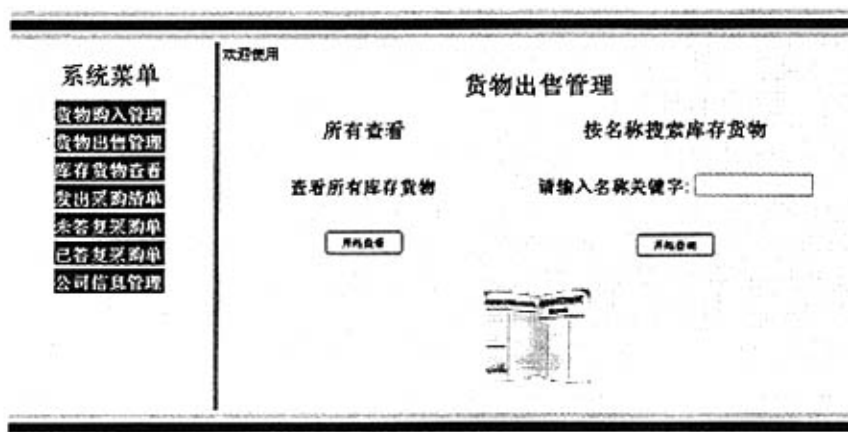 欢迎使用
系统菜单
货物购入管理
货物出售管理
库存货物查看
发出采购清单
未答复采购单
已答复采购单
公司信息管理
货物出售管理
所有查看
按名称搜索库存货物
查看所有库存货物
请输入名称关键字:
开始查看